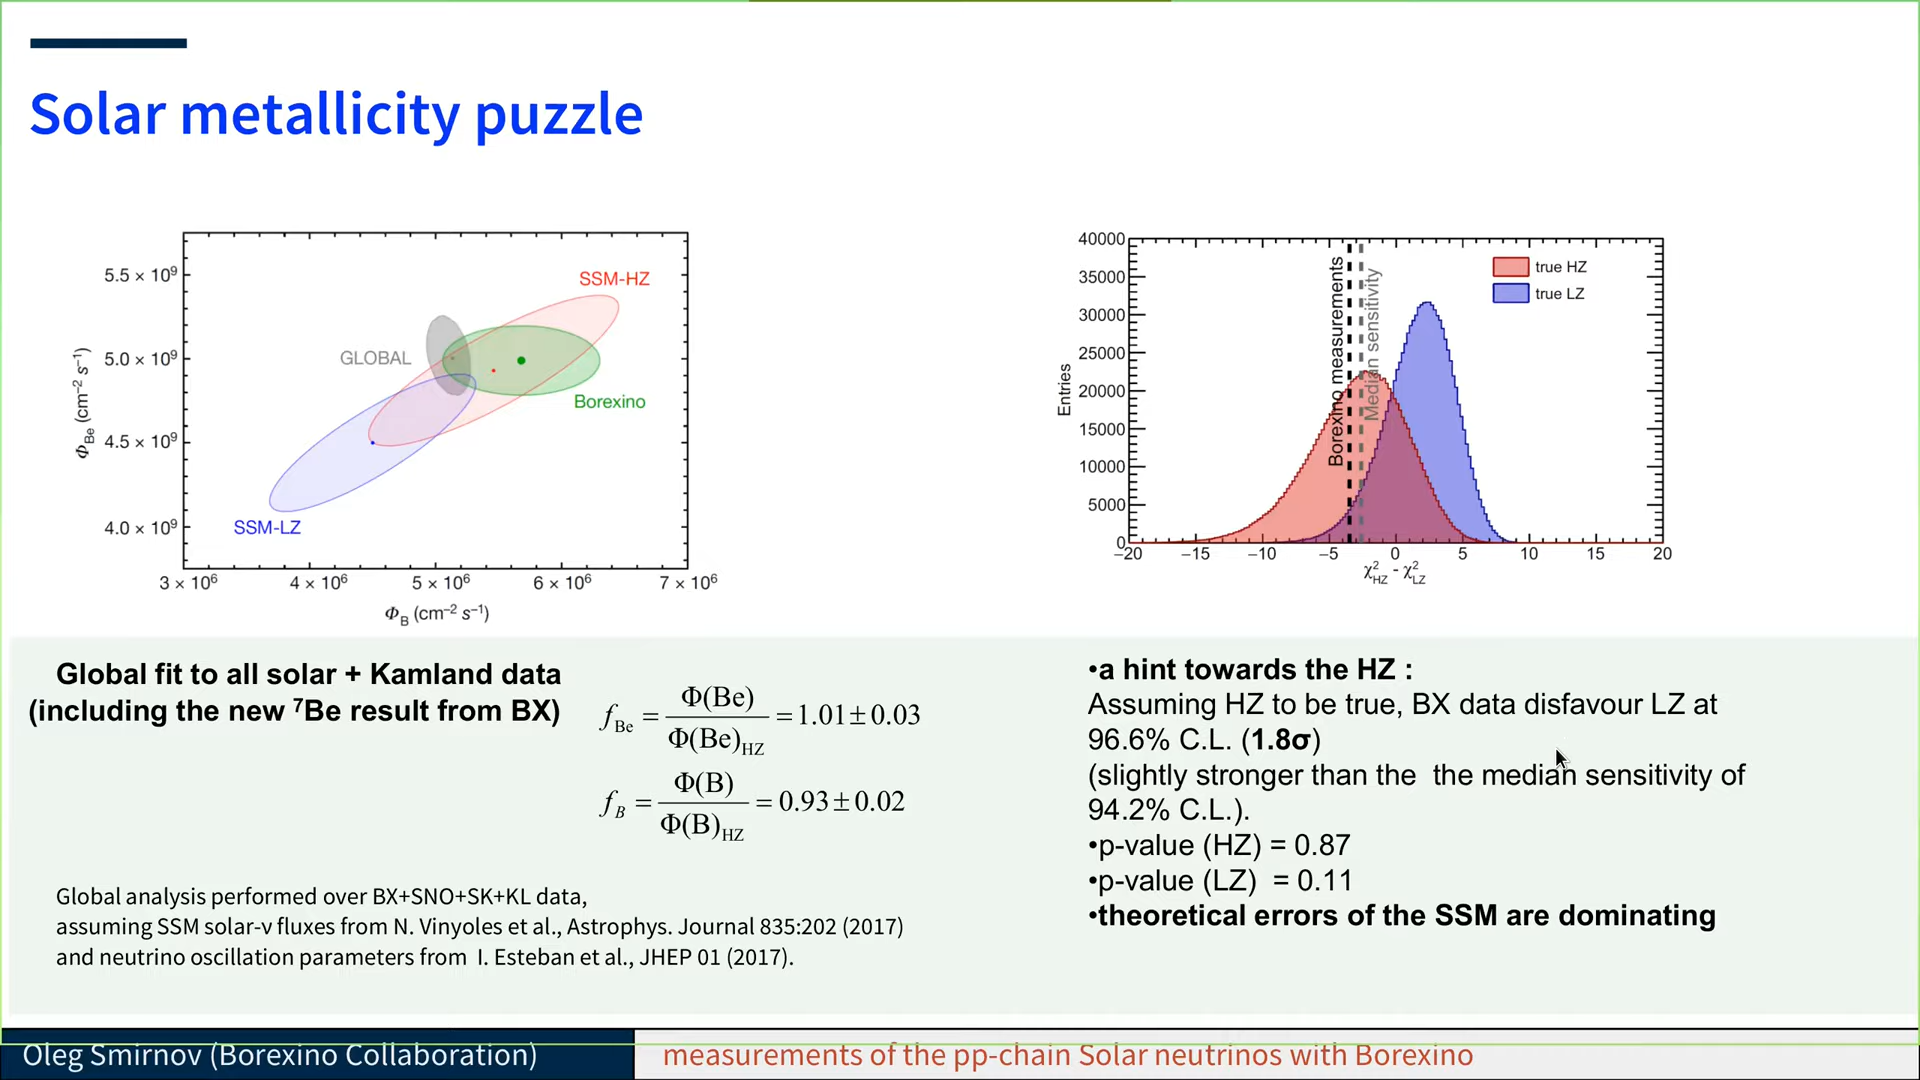 Solar metallicity puzzle
5.5 × 10⁹
5.0 × 10⁹
4.5 × 10⁹
4.0 × 10⁹
Φ_Be (cm⁻² s⁻¹)
SSM-HZ
GLOBAL
Borexino
SSM-LZ
3 × 10⁶ 4 × 10⁶ 5 × 10⁶ 6 × 10⁶ 7 × 10⁶
Φ_B (cm⁻² s⁻¹)
40000
35000
30000
25000
20000
15000
10000
5000
0
Entries
Borexino measurements
Median sensitivity
true HZ
true LZ
−20 −15 −10 −5 0 5 10 15 20
χ²_HZ - χ²_LZ
Global fit to all solar + Kamland data
(including the new ⁷Be result from BX)
f_Be = Φ(Be) / Φ(Be)_HZ = 1.01 ± 0.03
f_B = Φ(B) / Φ(B)_HZ = 0.93 ± 0.02
Global analysis performed over BX+SNO+SK+KL data,
assuming SSM solar-ν fluxes from N. Vinyoles et al., Astrophys. Journal 835:202 (2017)
and neutrino oscillation parameters from I. Esteban et al., JHEP 01 (2017).
•a hint towards the HZ :
Assuming HZ to be true, BX data disfavour LZ at
96.6% C.L. (1.8σ)
(slightly stronger than the the median sensitivity of
94.2% C.L.).
•p-value (HZ) = 0.87
•p-value (LZ) = 0.11
•theoretical errors of the SSM are dominating
Oleg Smirnov (Borexino Collaboration)
measurements of the pp-chain Solar neutrinos with Borexino